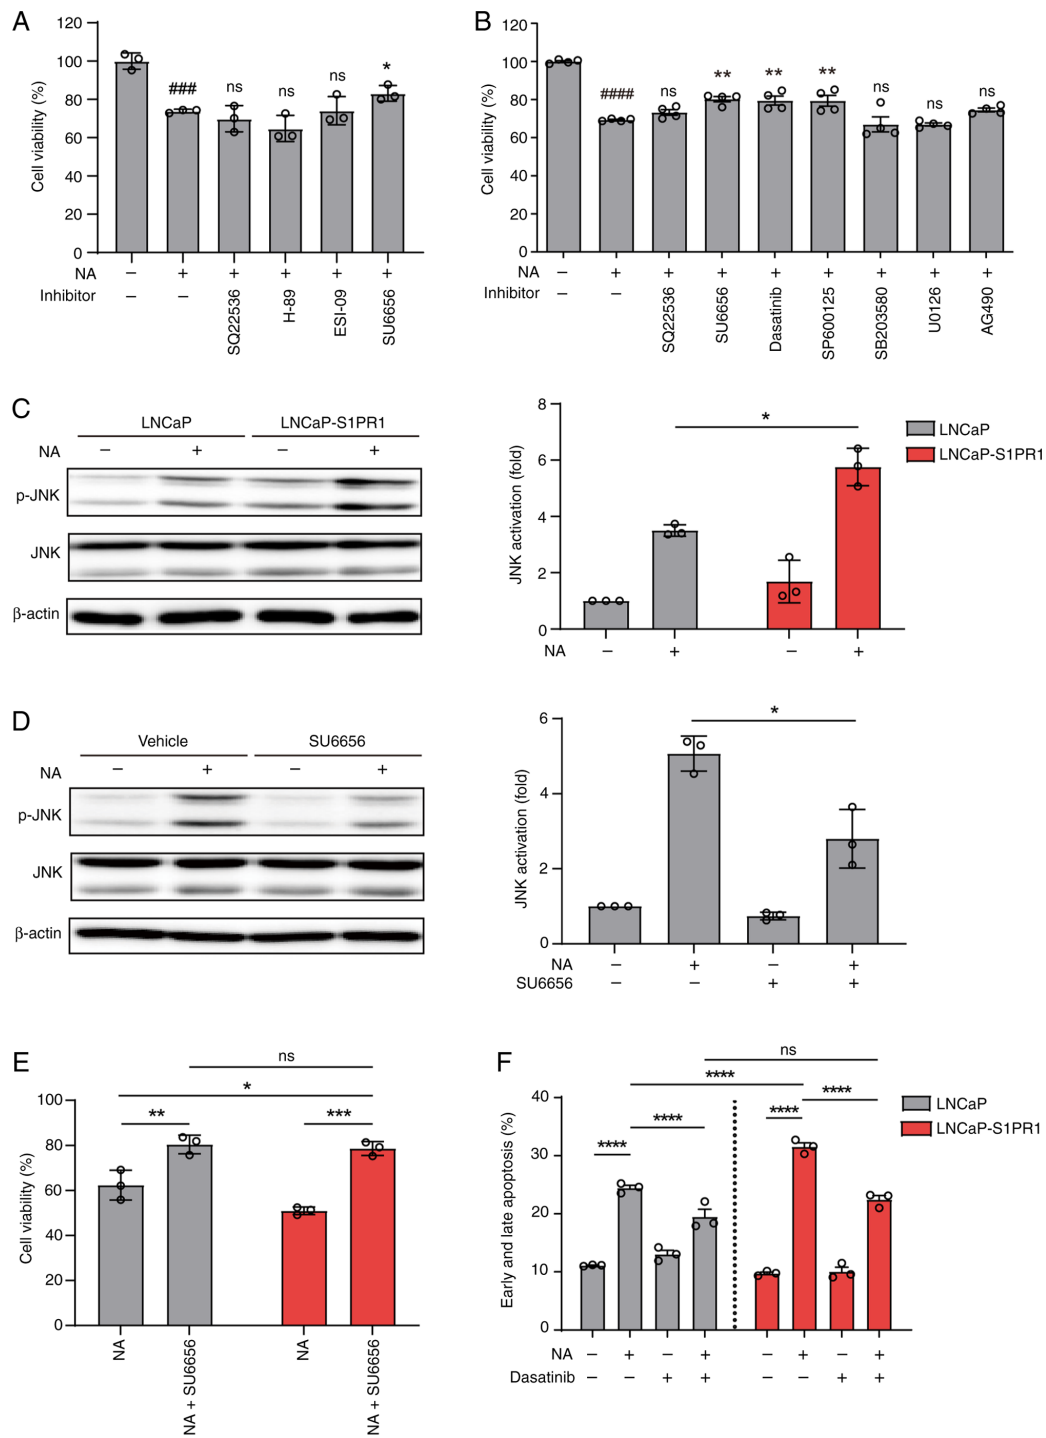 A
Cell viability (%)
120
100
80
60
40
20
0
###
ns
ns
ns
*
NA – + + + + +
Inhibitor – – SQ22536 H-89 ESI-09 SU6656
B
Cell viability (%)
120
100
80
60
40
20
0
####
ns
**
**
**
ns
ns
ns
NA – + + + + + + + +
Inhibitor – – SQ22536 SU6656 Dasatinib SP600125 SB203580 U0126 AG490
C
LNCaP LNCaP-S1PR1
NA – + – +
p-JNK
JNK
β-actin
JNK activation (fold)
8
6
4
2
0
*
NA – + – +
LNCaP
LNCaP-S1PR1
D
Vehicle SU6656
NA – + – +
p-JNK
JNK
β-actin
JNK activation (fold)
6
4
2
0
*
NA – + – +
SU6656 – – + +
E
Cell viability (%)
100
80
60
40
20
0
ns
*
**
***
NA NA + SU6656 NA NA + SU6656
F
Early and late apoptosis (%)
40
30
20
10
0
ns
****
****
****
****
****
NA – + – + – + – +
Dasatinib – – + + – – + +
LNCaP
LNCaP-S1PR1